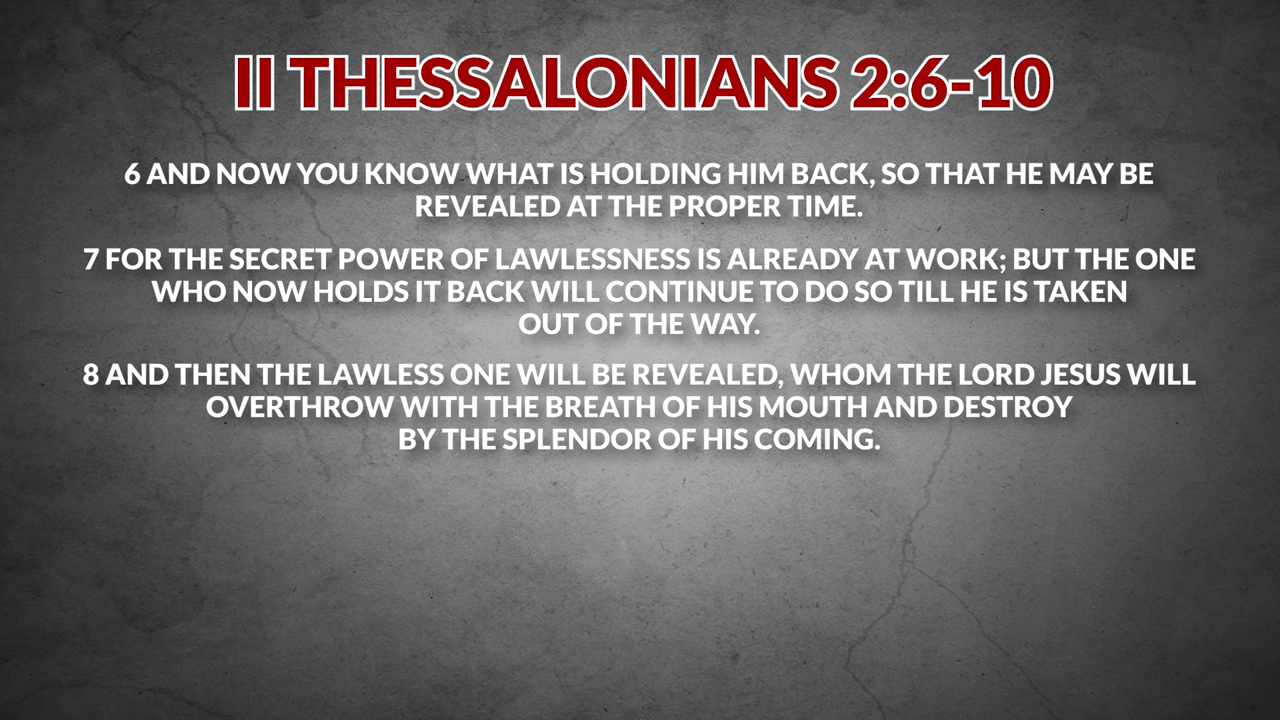 II THESSALONIANS 2:6-10
6 AND NOW YOU KNOW WHAT IS HOLDING HIM BACK, SO THAT HE MAY BE
REVEALED AT THE PROPER TIME.
7 FOR THE SECRET POWER OF LAWLESSNESS IS ALREADY AT WORK; BUT THE ONE
WHO NOW HOLDS IT BACK WILL CONTINUE TO DO SO TILL HE IS TAKEN
OUT OF THE WAY.
8 AND THEN THE LAWLESS ONE WILL BE REVEALED, WHOM THE LORD JESUS WILL
OVERTHROW WITH THE BREATH OF HIS MOUTH AND DESTROY
BY THE SPLENDOR OF HIS COMING.